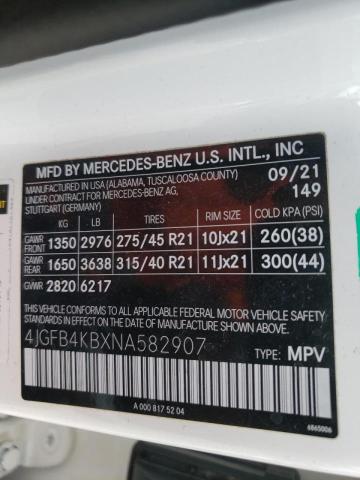 MFD BY MERCEDES-BENZ U.S. INTL., INC
MANUFACTURED IN USA (ALABAMA, TUSCALOOSA COUNTY) 09/21
FOR MERCEDES-BENZ AG, 149
STUTTGART (GERMANY)
KG LB TIRES RIM SIZE COLD KPA (PSI)
GAWR FRONT 1350 2976 275/45 R21 10Jx21 260(38)
GAWR REAR 1650 3638 315/40 R21 11Jx21 300(44)
GVWR 2820 6217
THIS VEHICLE CONFORMS TO ALL APPLICABLE FEDERAL MOTOR VEHICLE SAFETY
STANDARDS IN EFFECT ON THE DATE OF MANUFACTURE SHOWN ABOVE.
4JGFB4KBXNA582907 TYPE: MPV
A 000 817 52 04
6865006